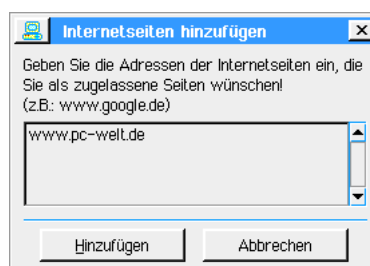 Internetseiten hinzufügen
Geben Sie die Adressen der Internetseiten ein, die
Sie als zugelassene Seiten wünschen!
(z.B.: www.google.de)
www.pc-welt.de
Hinzufügen Abbrechen